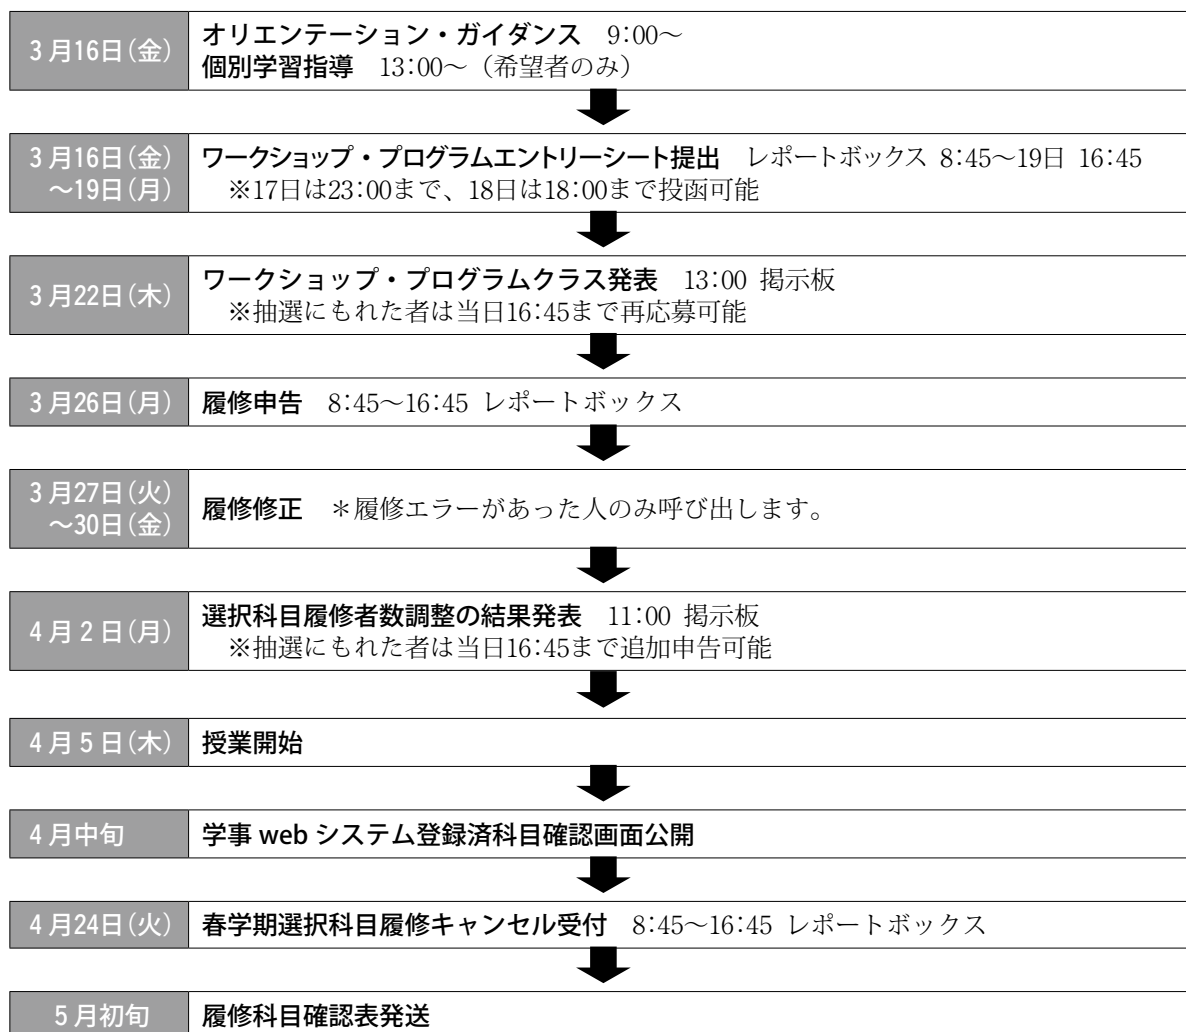 3月16日(金)
オリエンテーション・ガイダンス 9:00～
個別学習指導 13:00～（希望者のみ）
3月16日(金)
～19日(月)
ワークショップ・プログラムエントリーシート提出 レポートボックス 8:45～19日 16:45
※17日は23:00まで、18日は18:00まで投函可能
3月22日(木)
ワークショップ・プログラムクラス発表 13:00 掲示板
※抽選にもれた者は当日16:45まで再応募可能
3月26日(月)
履修申告 8:45～16:45 レポートボックス
3月27日(火)
～30日(金)
履修修正 ＊履修エラーがあった人のみ呼び出します。
4月2日(月)
選択科目履修者数調整の結果発表 11:00 掲示板
※抽選にもれた者は当日16:45まで追加申告可能
4月5日(木)
授業開始
4月中旬
学事 web システム登録済科目確認画面公開
4月24日(火)
春学期選択科目履修キャンセル受付 8:45～16:45 レポートボックス
5月初旬
履修科目確認表発送